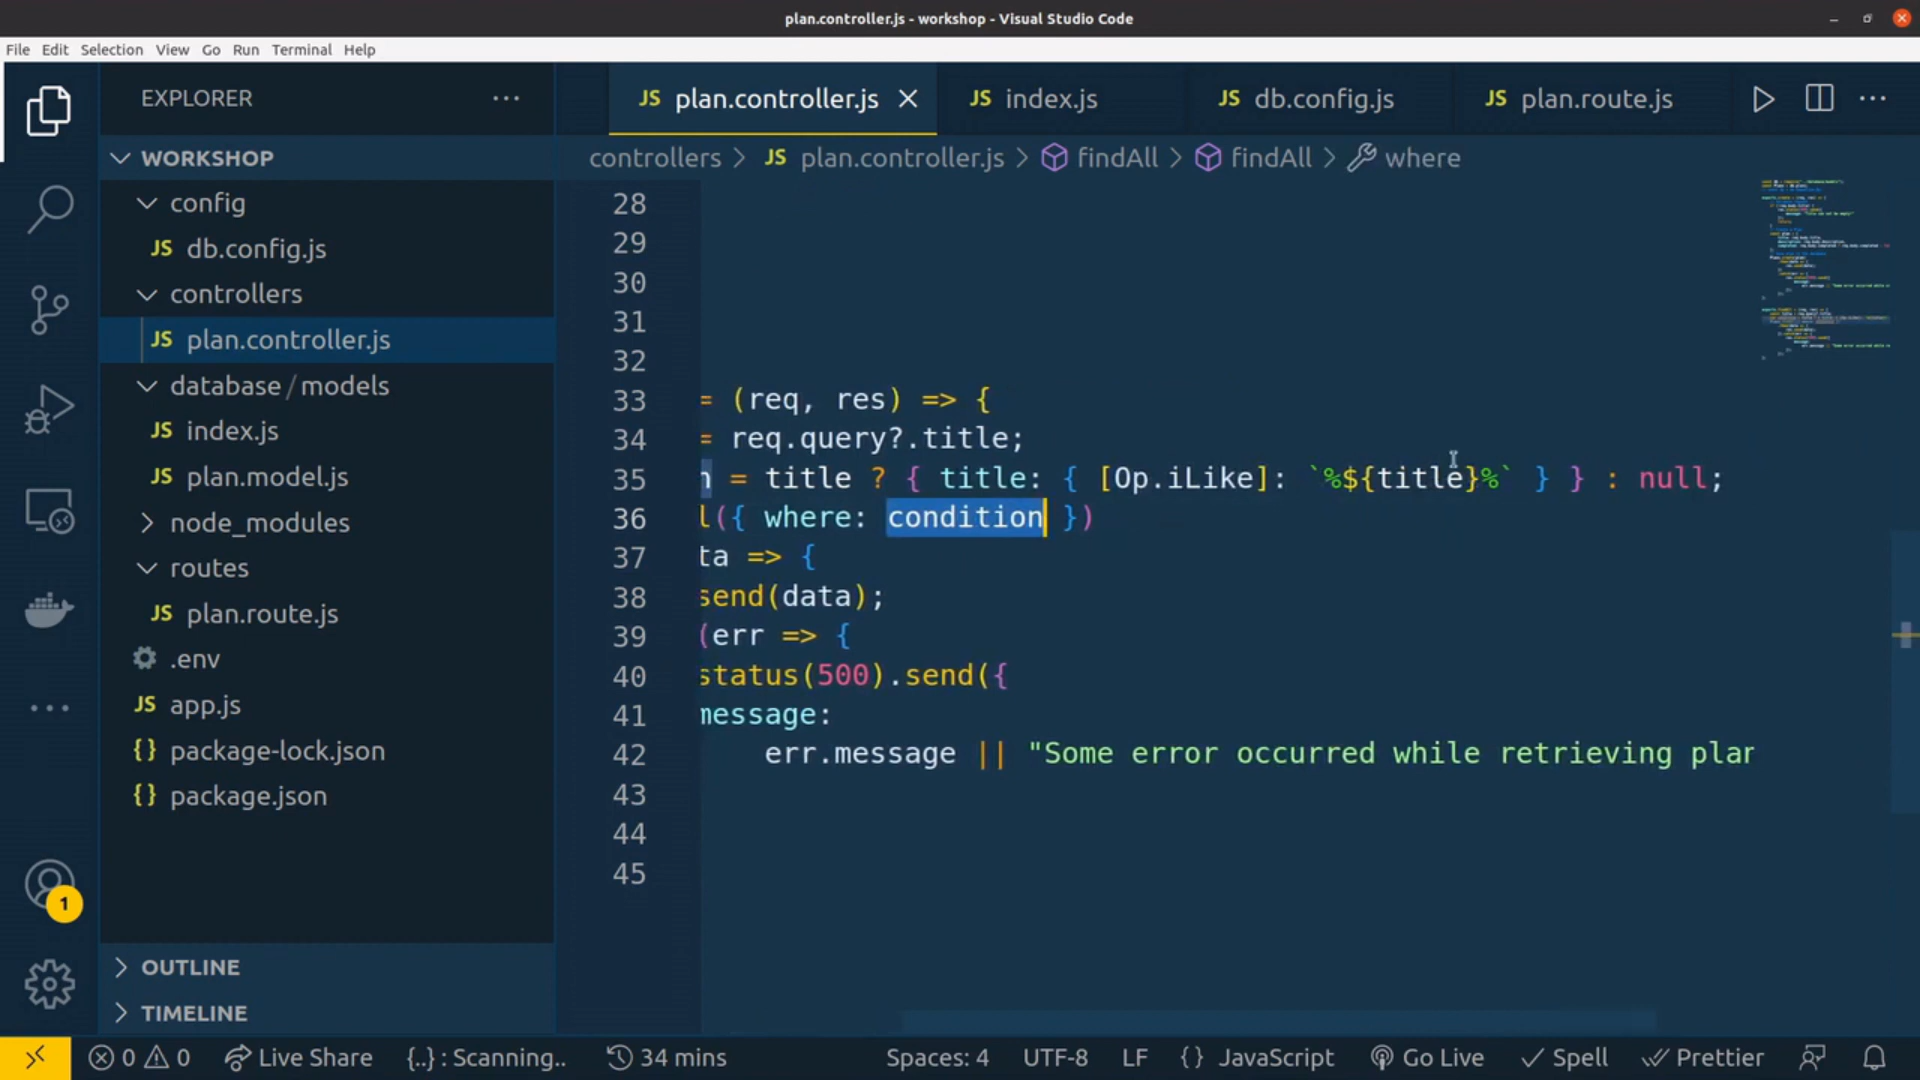 plan.controller.js - workshop - Visual Studio Code
File Edit Selection View Go Run Terminal Help
EXPLORER
JS plan.controller.js
JS index.js
JS db.config.js
JS plan.route.js
controllers > JS plan.controller.js > findAll > findAll > where
WORKSHOP
config
JS db.config.js
controllers
JS plan.controller.js
database / models
JS index.js
JS plan.model.js
node_modules
routes
JS plan.route.js
.env
JS app.js
{} package-lock.json
{} package.json
OUTLINE
TIMELINE
1
28
29
30
31
32
33 = (req, res) => {
34 = req.query?.title;
35 n = title ? { title: { [Op.iLike]: `%${title}%` } } : null;
36 l({ where: condition })
37 ta => {
38 send(data);
39 (err => {
40 status(500).send({
41 message:
42 err.message || "Some error occurred while retrieving plan
43
44
45
0 0 Live Share {..} : Scanning.. 34 mins Spaces: 4 UTF-8 LF {} JavaScript Go Live Spell Prettier